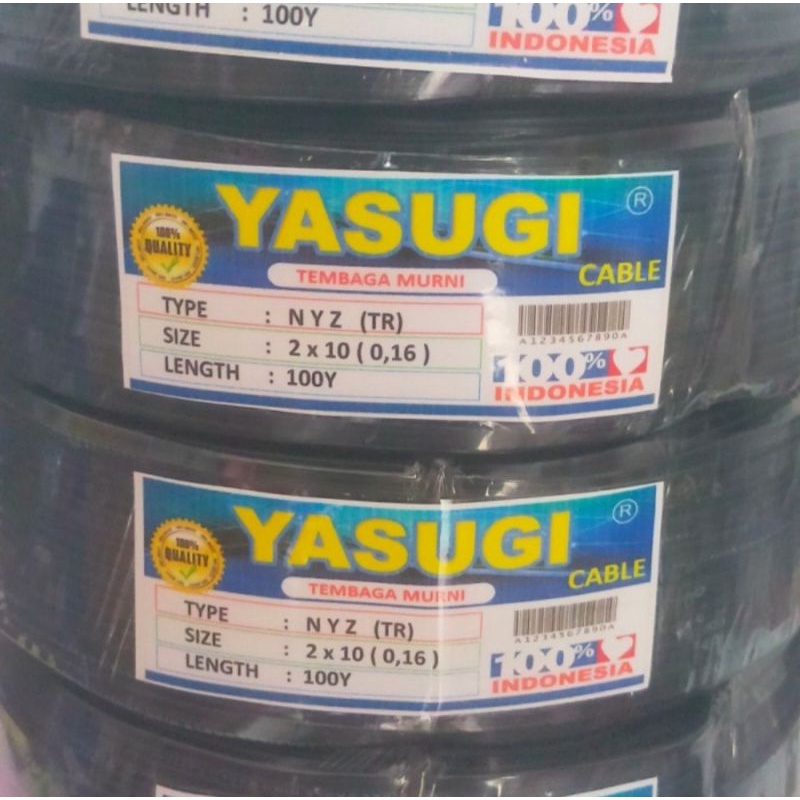 LENGTH : 100Y
100%
INDONESIA
YASUGI ®
CABLE
100%
QUALITY
TEMBAGA MURNI
TYPE : N Y Z (TR)
SIZE : 2 x 10 ( 0,16 )
LENGTH : 100Y
A1234567890A
100%
INDONESIA
YASUGI ®
CABLE
100%
QUALITY
TEMBAGA MURNI
TYPE : N Y Z (TR)
SIZE : 2 x 10 ( 0,16 )
LENGTH : 100Y
A1234567890A
100%
INDONESIA